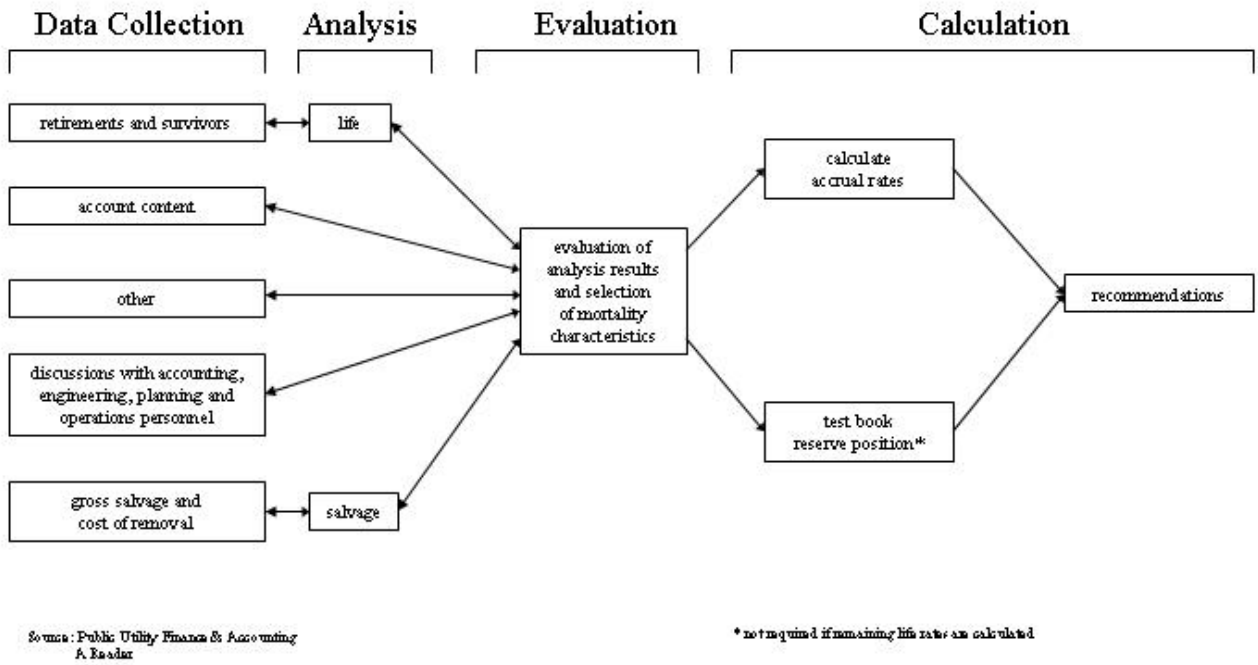 Data Collection
Analysis
Evaluation
Calculation
retirements and survivors
life
account content
other
discussions with accounting,
engineering, planning and
operations personnel
gross salvage and
cost of removal
salvage
evaluation of
analysis results
and selection
of mortality
characteristics
calculate
accrual rates
test book
reserve position*
recommendations
Source: Public Utility Finance & Accounting
A Reader
* not required if remaining life rates are calculated